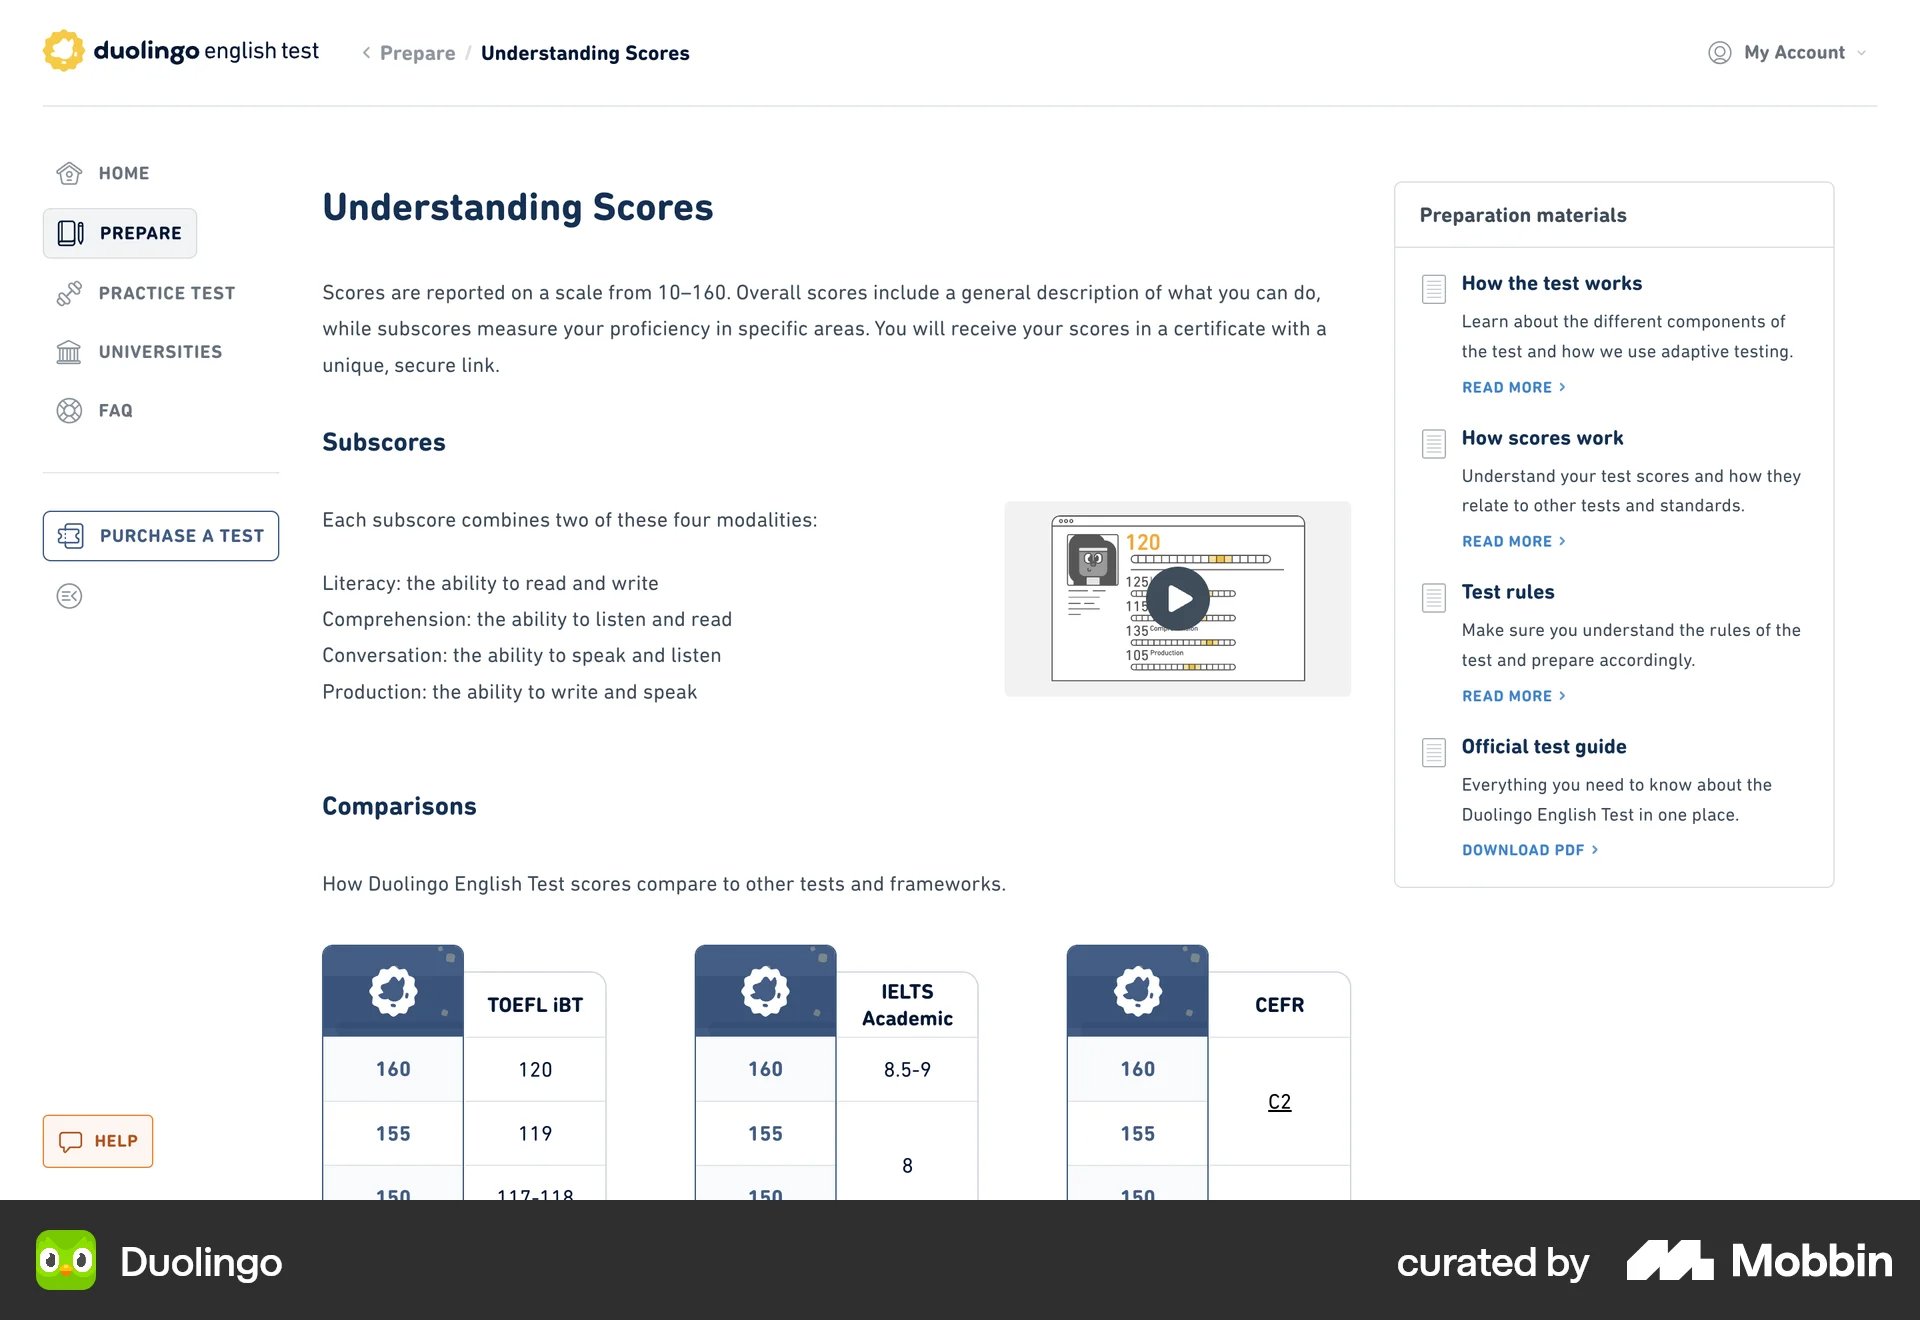 duolingo english test
Prepare / Understanding Scores
My Account
HOME
PREPARE
PRACTICE TEST
UNIVERSITIES
FAQ
PURCHASE A TEST
HELP
Understanding Scores
Scores are reported on a scale from 10–160. Overall scores include a general description of what you can do,
while subscores measure your proficiency in specific areas. You will receive your scores in a certificate with a
unique, secure link.
Subscores
Each subscore combines two of these four modalities:
Literacy: the ability to read and write
Comprehension: the ability to listen and read
Conversation: the ability to speak and listen
Production: the ability to write and speak
120
125
115
135
105 Production
Comparisons
How Duolingo English Test scores compare to other tests and frameworks.
TOEFL iBT
160 120
155 119
150 117-118
IELTS
Academic
160 8.5-9
155
8
150
CEFR
160
C2
155
150
Preparation materials
How the test works
Learn about the different components of
the test and how we use adaptive testing.
READ MORE
How scores work
Understand your test scores and how they
relate to other tests and standards.
READ MORE
Test rules
Make sure you understand the rules of the
test and prepare accordingly.
READ MORE
Official test guide
Everything you need to know about the
Duolingo English Test in one place.
DOWNLOAD PDF
Duolingo
curated by Mobbin